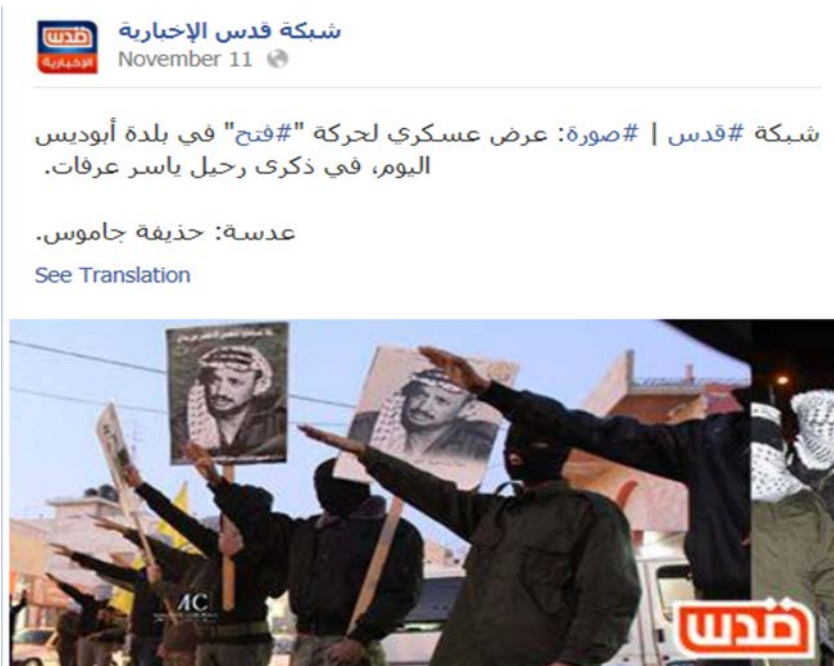 قدس
الإخبارية
شبكة قدس الإخبارية
November 11
شبكة #قدس | #صورة: عرض عسكري لحركة "#فتح" في بلدة أبوديس
اليوم، في ذكرى رحيل ياسر عرفات.
عدسة: حذيفة جاموس.
See Translation
قدس